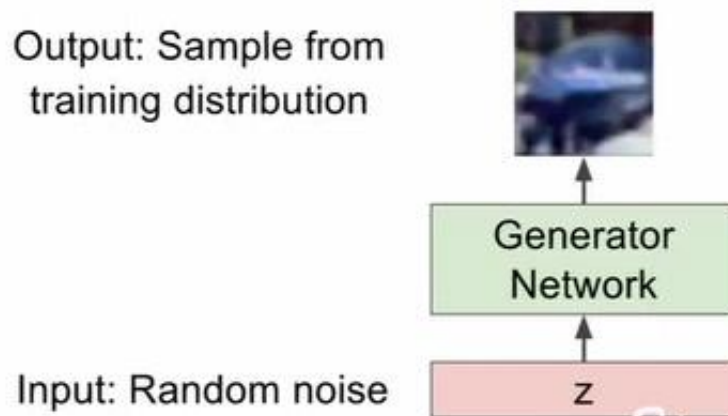 Output: Sample from
training distribution
Generator
Network
Input: Random noise
z